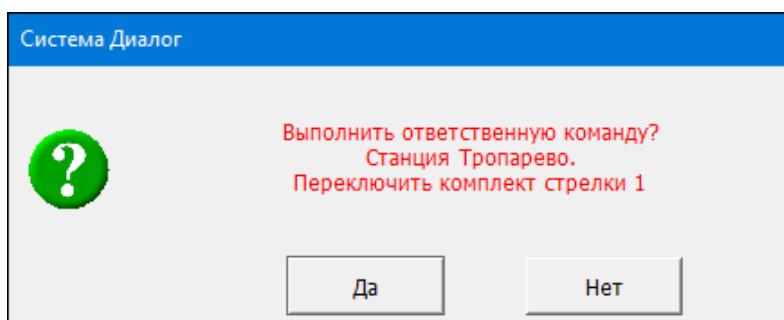 Система Диалог
Выполнить ответственную команду?
Станция Тропарево.
Переключить комплект стрелки 1
Да
Нет